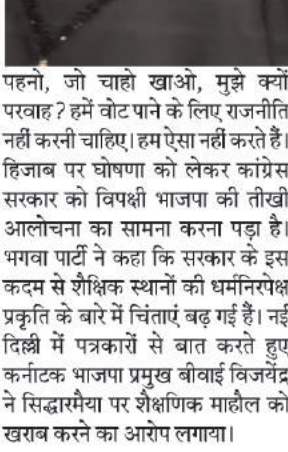 पहनो, जो चाहो खाओ, मुझे क्यों
परवाह? हमें वोट पाने के लिए राजनीति
नहीं करनी चाहिए। हम ऐसा नहीं करते हैं।
हिजाब पर घोषणा को लेकर कांग्रेस
सरकार को विपक्षी भाजपा की तीखी
आलोचना का सामना करना पड़ा है।
भगवा पार्टी ने कहा कि सरकार के इस
कदम से शैक्षिक स्थानों की धर्मनिरपेक्ष
प्रकृति के बारे में चिंताएं बढ़ गई हैं। नई
दिल्ली में पत्रकारों से बात करते हुए
कर्नाटक भाजपा प्रमुख बीवाई विजयेंद्र
ने सिद्धारमैया पर शैक्षणिक माहौल को
खराब करने का आरोप लगाया।